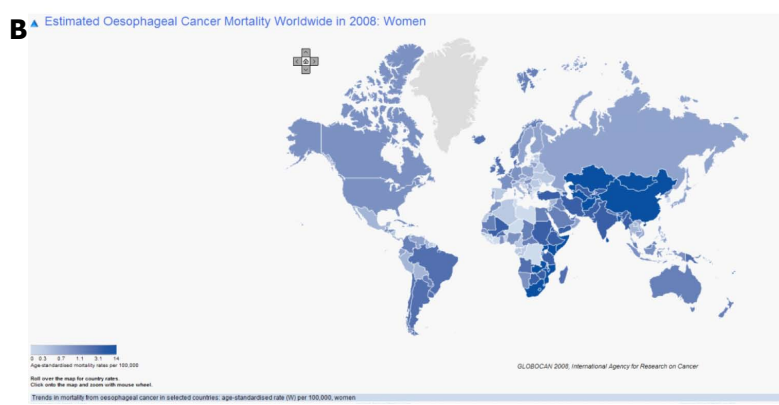 B
Estimated Oesophageal Cancer Mortality Worldwide in 2008: Women
0 0.3 0.7 1.1 3.1 14
Age-standardised mortality rates per 100,000
GLOBOCAN 2008, International Agency for Research on Cancer
Roll over the map for country rates.
Click onto the map and zoom with mouse wheel.
Trends in mortality from oesophageal cancer in selected countries: age-standardised rate (W) per 100,000, women